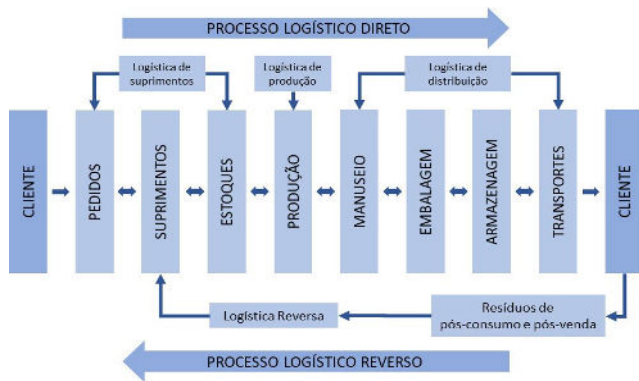 PROCESSO LOGÍSTICO DIRETO
Logística de
suprimentos
Logística de
produção
Logística de
distribuição
CLIENTE
PEDIDOS
SUPRIMENTOS
ESTOQUES
PRODUÇÃO
MANUSEIO
EMBALAGEM
ARMAZENAGEM
TRANSPORTES
CLIENTE
Logística Reversa
Resíduos de
pós-consumo e pós-venda
PROCESSO LOGÍSTICO REVERSO